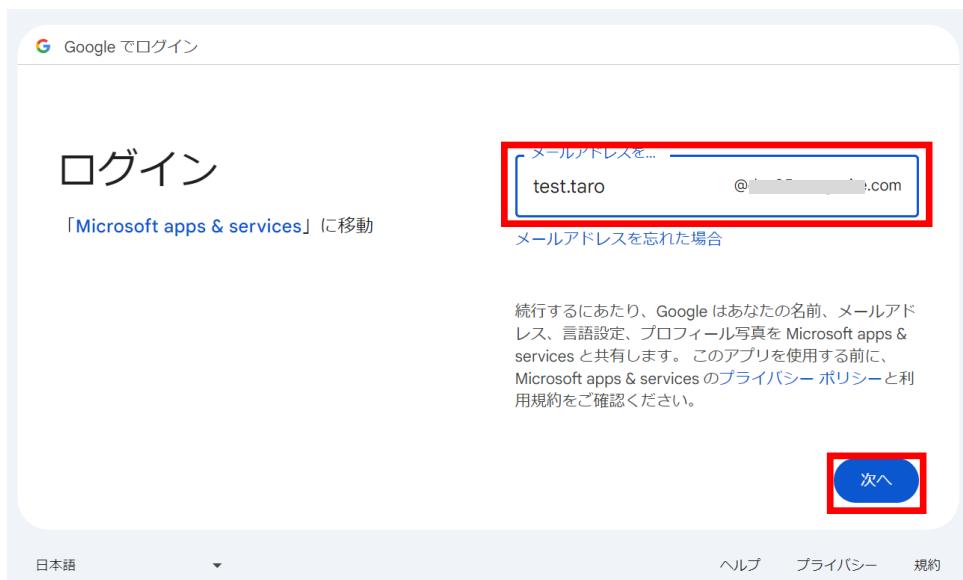 Google でログイン
ログイン
「Microsoft apps & services」に移動
メールアドレスを...
test.taro @ .com
メールアドレスを忘れた場合
続行するにあたり、Google はあなたの名前、メールアド
レス、言語設定、プロフィール写真を Microsoft apps &
services と共有します。 このアプリを使用する前に、
Microsoft apps & services のプライバシー ポリシーと利
用規約をご確認ください。
次へ
日本語 ヘルプ プライバシー 規約